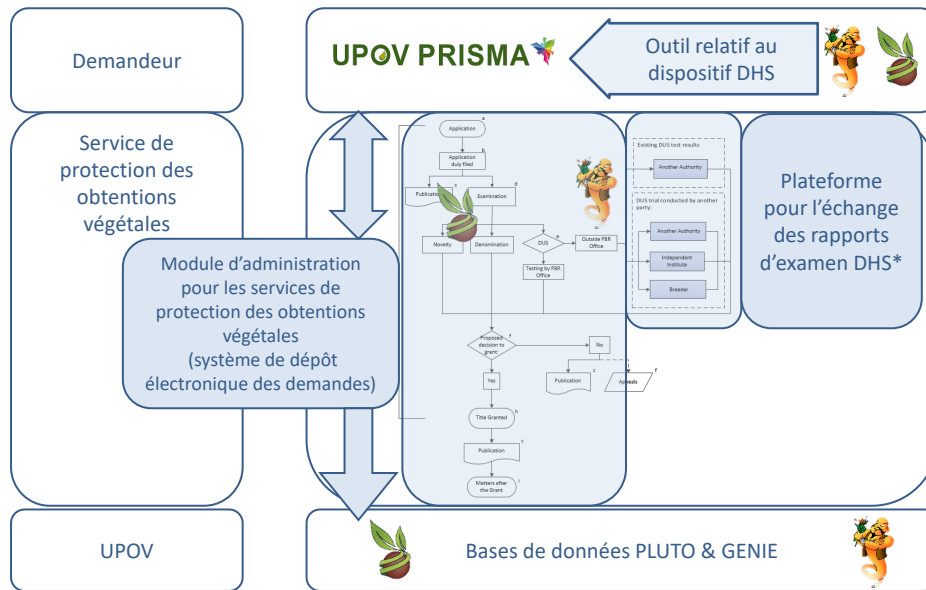 Demandeur
UPOV PRISMA
Outil relatif au
dispositif DHS
Service de
protection des
obtentions
végétales
Module d'administration
pour les services de
protection des obtentions
végétales
(système de dépôt
électronique des demandes)
a
Application
b
Application
duly filed
c
Publication
d
Examination
Novelty
Denomination
e
DUS
Outside PBR
Office
Testing by PBR
Office
Existing DUS test results
Another Authority
DUS trial conducted by another
party:
Another Authority
Independent
Institute
Breeder
Plateforme
pour l'échange
des rapports
d'examen DHS*
f
Proposed
decision to
grant:
No
Yes
c
Publication
f
Appeals
h
Title Granted
c
Publication
i
Matters after
the Grant
UPOV
Bases de données PLUTO & GENIE